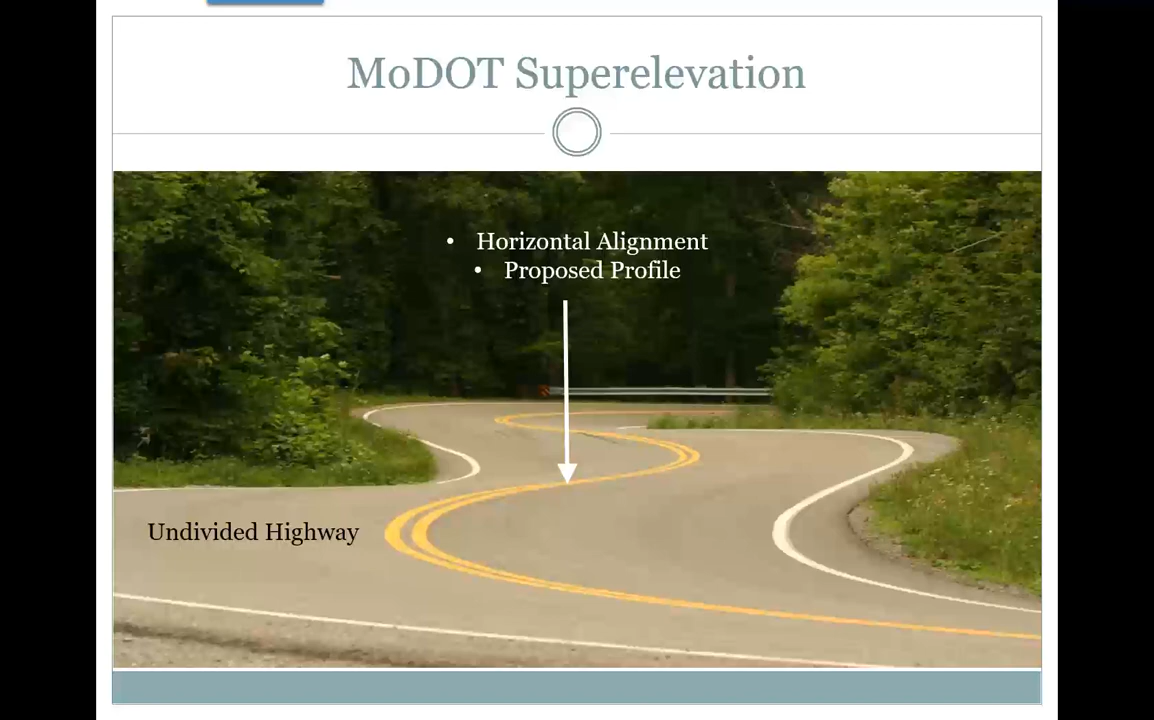 MoDOT Superelevation
• Horizontal Alignment
• Proposed Profile
Undivided Highway